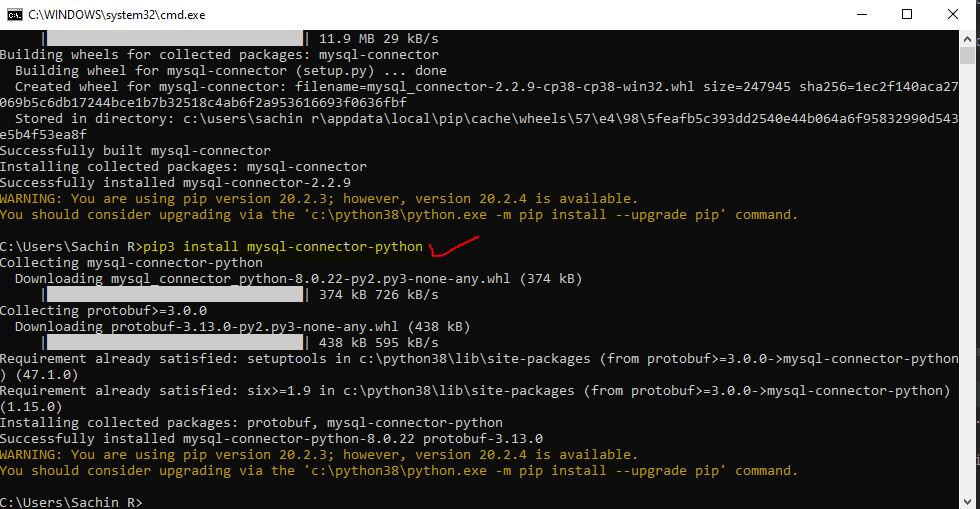 C:\WINDOWS\system32\cmd.exe
| 11.9 MB 29 kB/s
Building wheels for collected packages: mysql-connector
Building wheel for mysql-connector (setup.py) ... done
Created wheel for mysql-connector: filename=mysql_connector-2.2.9-cp38-cp38-win32.whl size=247945 sha256=1ec2f140aca27
069b5c6db17244bce1b7b32518c4ab6f2a953616693f0636fbf
Stored in directory: c:\users\sachin r\appdata\local\pip\cache\wheels\57\e4\98\5feafb5c393dd2540e44b064a6f95832990d543
e5b4f53ea8f
Successfully built mysql-connector
Installing collected packages: mysql-connector
Successfully installed mysql-connector-2.2.9
WARNING: You are using pip version 20.2.3; however, version 20.2.4 is available.
You should consider upgrading via the 'c:\python38\python.exe -m pip install --upgrade pip' command.
C:\Users\Sachin R>pip3 install mysql-connector-python
Collecting mysql-connector-python
Downloading mysql_connector_python-8.0.22-py2.py3-none-any.whl (374 kB)
| 374 kB 726 kB/s
Collecting protobuf>=3.0.0
Downloading protobuf-3.13.0-py2.py3-none-any.whl (438 kB)
| 438 kB 595 kB/s
Requirement already satisfied: setuptools in c:\python38\lib\site-packages (from protobuf>=3.0.0->mysql-connector-python
) (47.1.0)
Requirement already satisfied: six>=1.9 in c:\python38\lib\site-packages (from protobuf>=3.0.0->mysql-connector-python)
(1.15.0)
Installing collected packages: protobuf, mysql-connector-python
Successfully installed mysql-connector-python-8.0.22 protobuf-3.13.0
WARNING: You are using pip version 20.2.3; however, version 20.2.4 is available.
You should consider upgrading via the 'c:\python38\python.exe -m pip install --upgrade pip' command.
C:\Users\Sachin R>